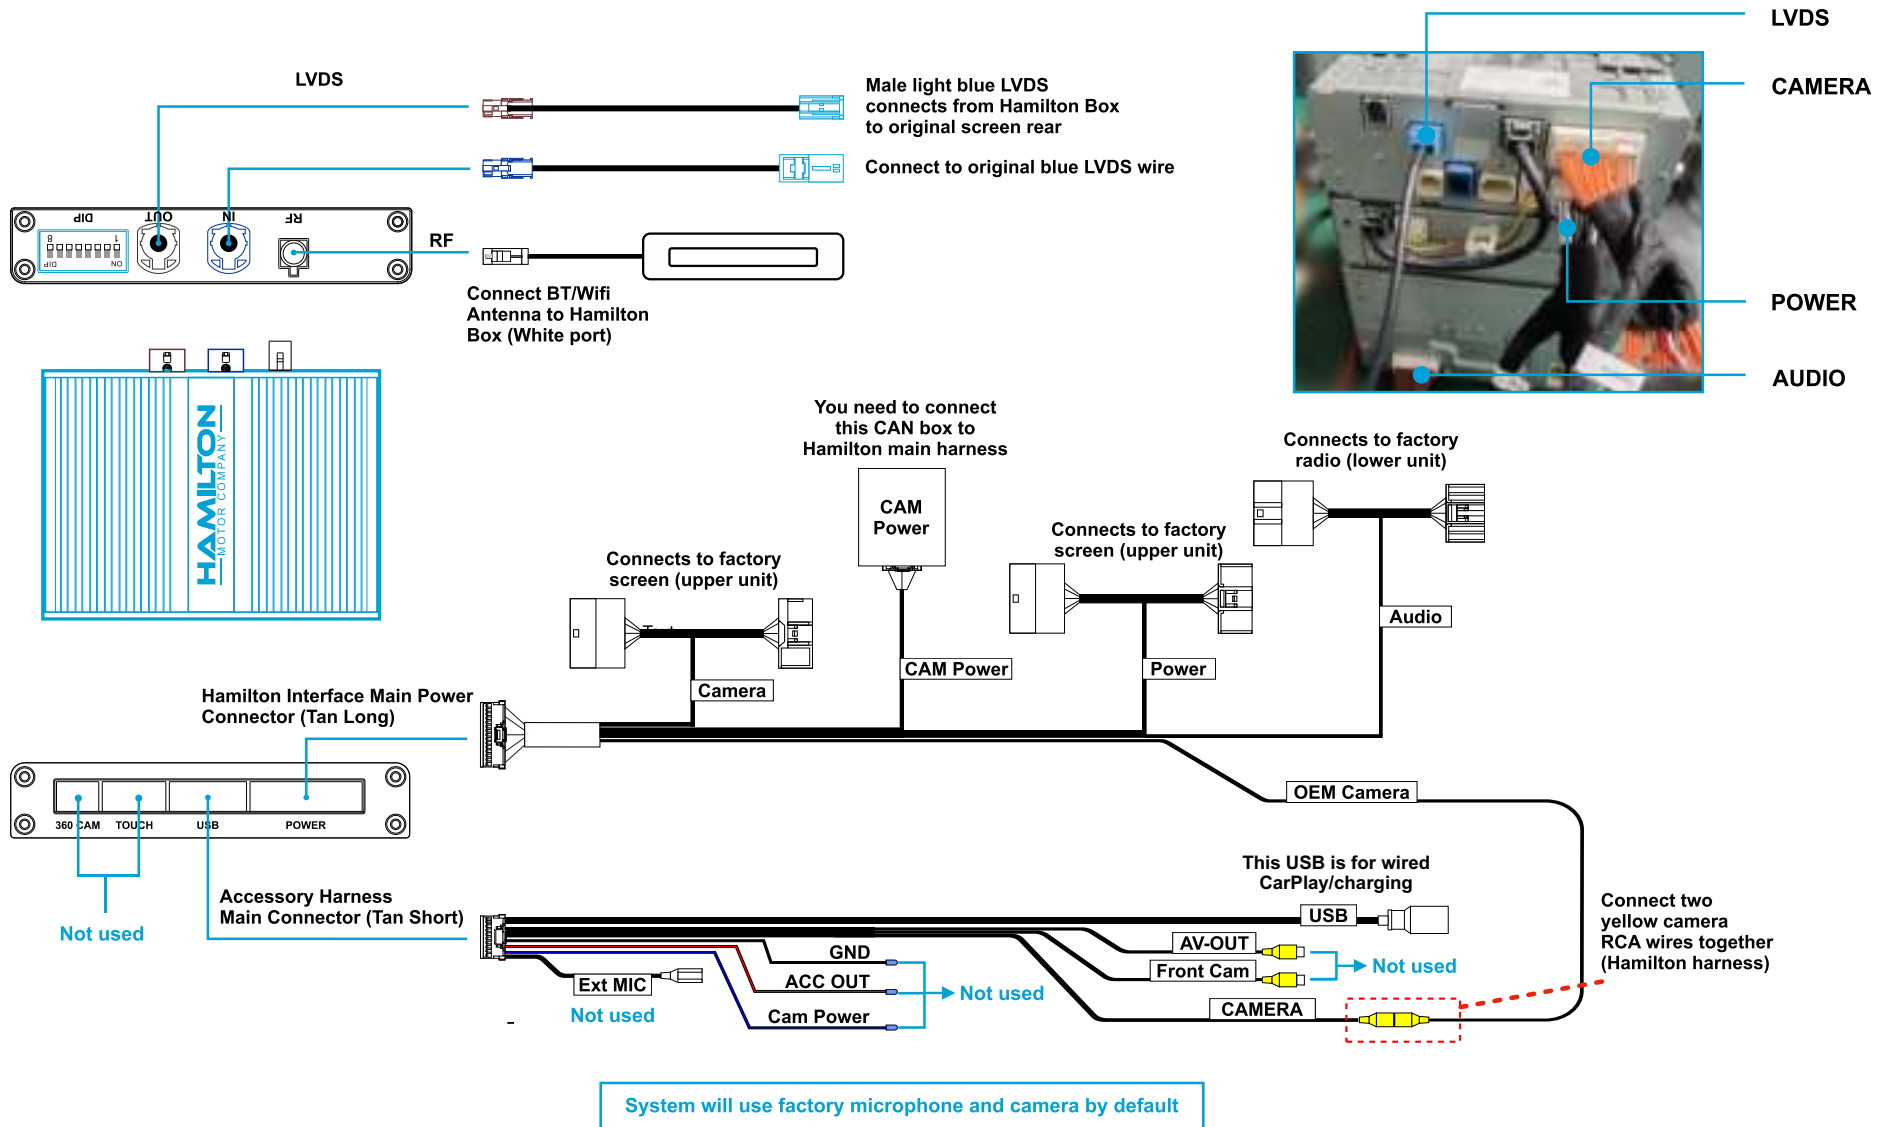 LVDS
Male light blue LVDS
connects from Hamilton Box
to original screen rear
Connect to original blue LVDS wire
DIP
OUT
IN
RF
8
1
DIP
ON
RF
Connect BT/Wifi
Antenna to Hamilton
Box (White port)
LVDS
CAMERA
POWER
AUDIO
HAMILTON
MOTOR COMPANY
You need to connect
this CAN box to
Hamilton main harness
CAM
Power
Connects to factory
radio (lower unit)
Connects to factory
screen (upper unit)
Connects to factory
screen (upper unit)
Audio
CAM Power
Power
Camera
Hamilton Interface Main Power
Connector (Tan Long)
360 CAM
TOUCH
USB
POWER
OEM Camera
Not used
Accessory Harness
Main Connector (Tan Short)
This USB is for wired
CarPlay/charging
USB
AV-OUT
Front Cam
Not used
CAMERA
Connect two
yellow camera
RCA wires together
(Hamilton harness)
GND
ACC OUT
Cam Power
Not used
Ext MIC
Not used
System will use factory microphone and camera by default